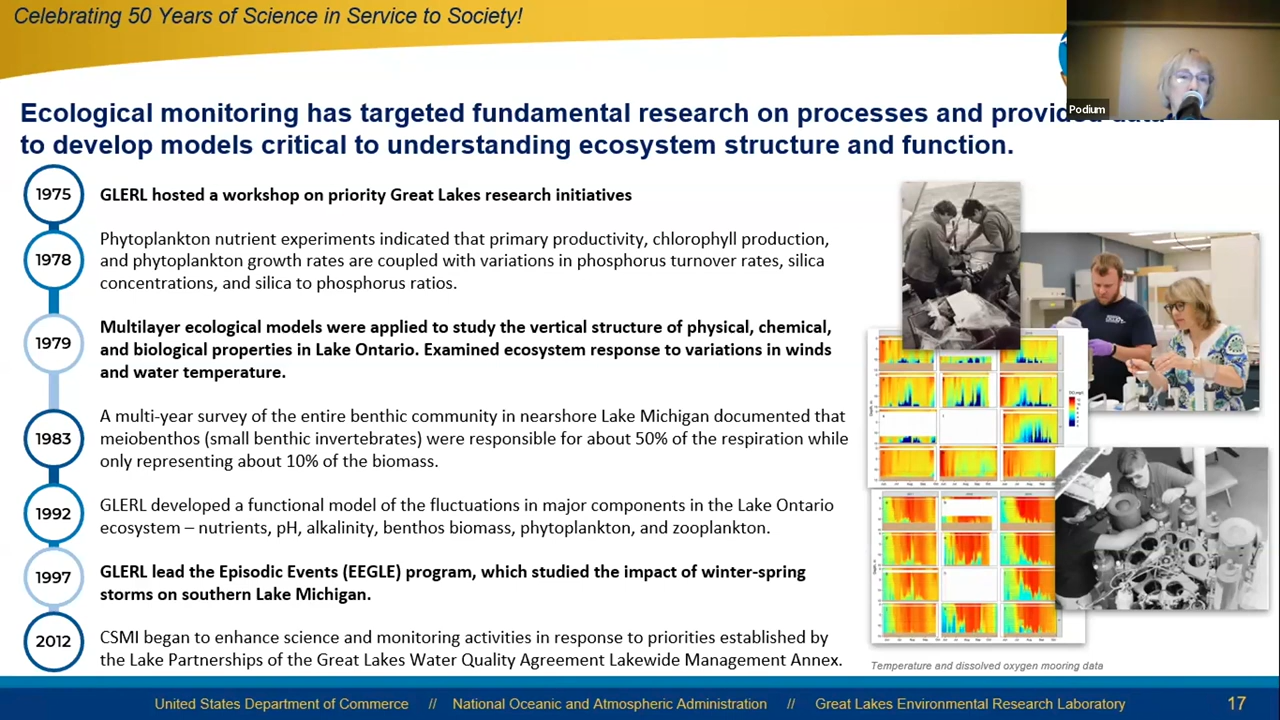 Celebrating 50 Years of Science in Service to Society!
Podium
Ecological monitoring has targeted fundamental research on processes and provided data
to develop models critical to understanding ecosystem structure and function.
1975
GLERL hosted a workshop on priority Great Lakes research initiatives
1978
Phytoplankton nutrient experiments indicated that primary productivity, chlorophyll production,
and phytoplankton growth rates are coupled with variations in phosphorus turnover rates, silica
concentrations, and silica to phosphorus ratios.
1979
Multilayer ecological models were applied to study the vertical structure of physical, chemical,
and biological properties in Lake Ontario. Examined ecosystem response to variations in winds
and water temperature.
1983
A multi-year survey of the entire benthic community in nearshore Lake Michigan documented that
meiobenthos (small benthic invertebrates) were responsible for about 50% of the respiration while
only representing about 10% of the biomass.
1992
GLERL developed a functional model of the fluctuations in major components in the Lake Ontario
ecosystem – nutrients, pH, alkalinity, benthos biomass, phytoplankton, and zooplankton.
1997
GLERL lead the Episodic Events (EEGLE) program, which studied the impact of winter-spring
storms on southern Lake Michigan.
2012
CSMI began to enhance science and monitoring activities in response to priorities established by
the Lake Partnerships of the Great Lakes Water Quality Agreement Lakewide Management Annex.
Temperature and dissolved oxygen mooring data
United States Department of Commerce // National Oceanic and Atmospheric Administration // Great Lakes Environmental Research Laboratory
17